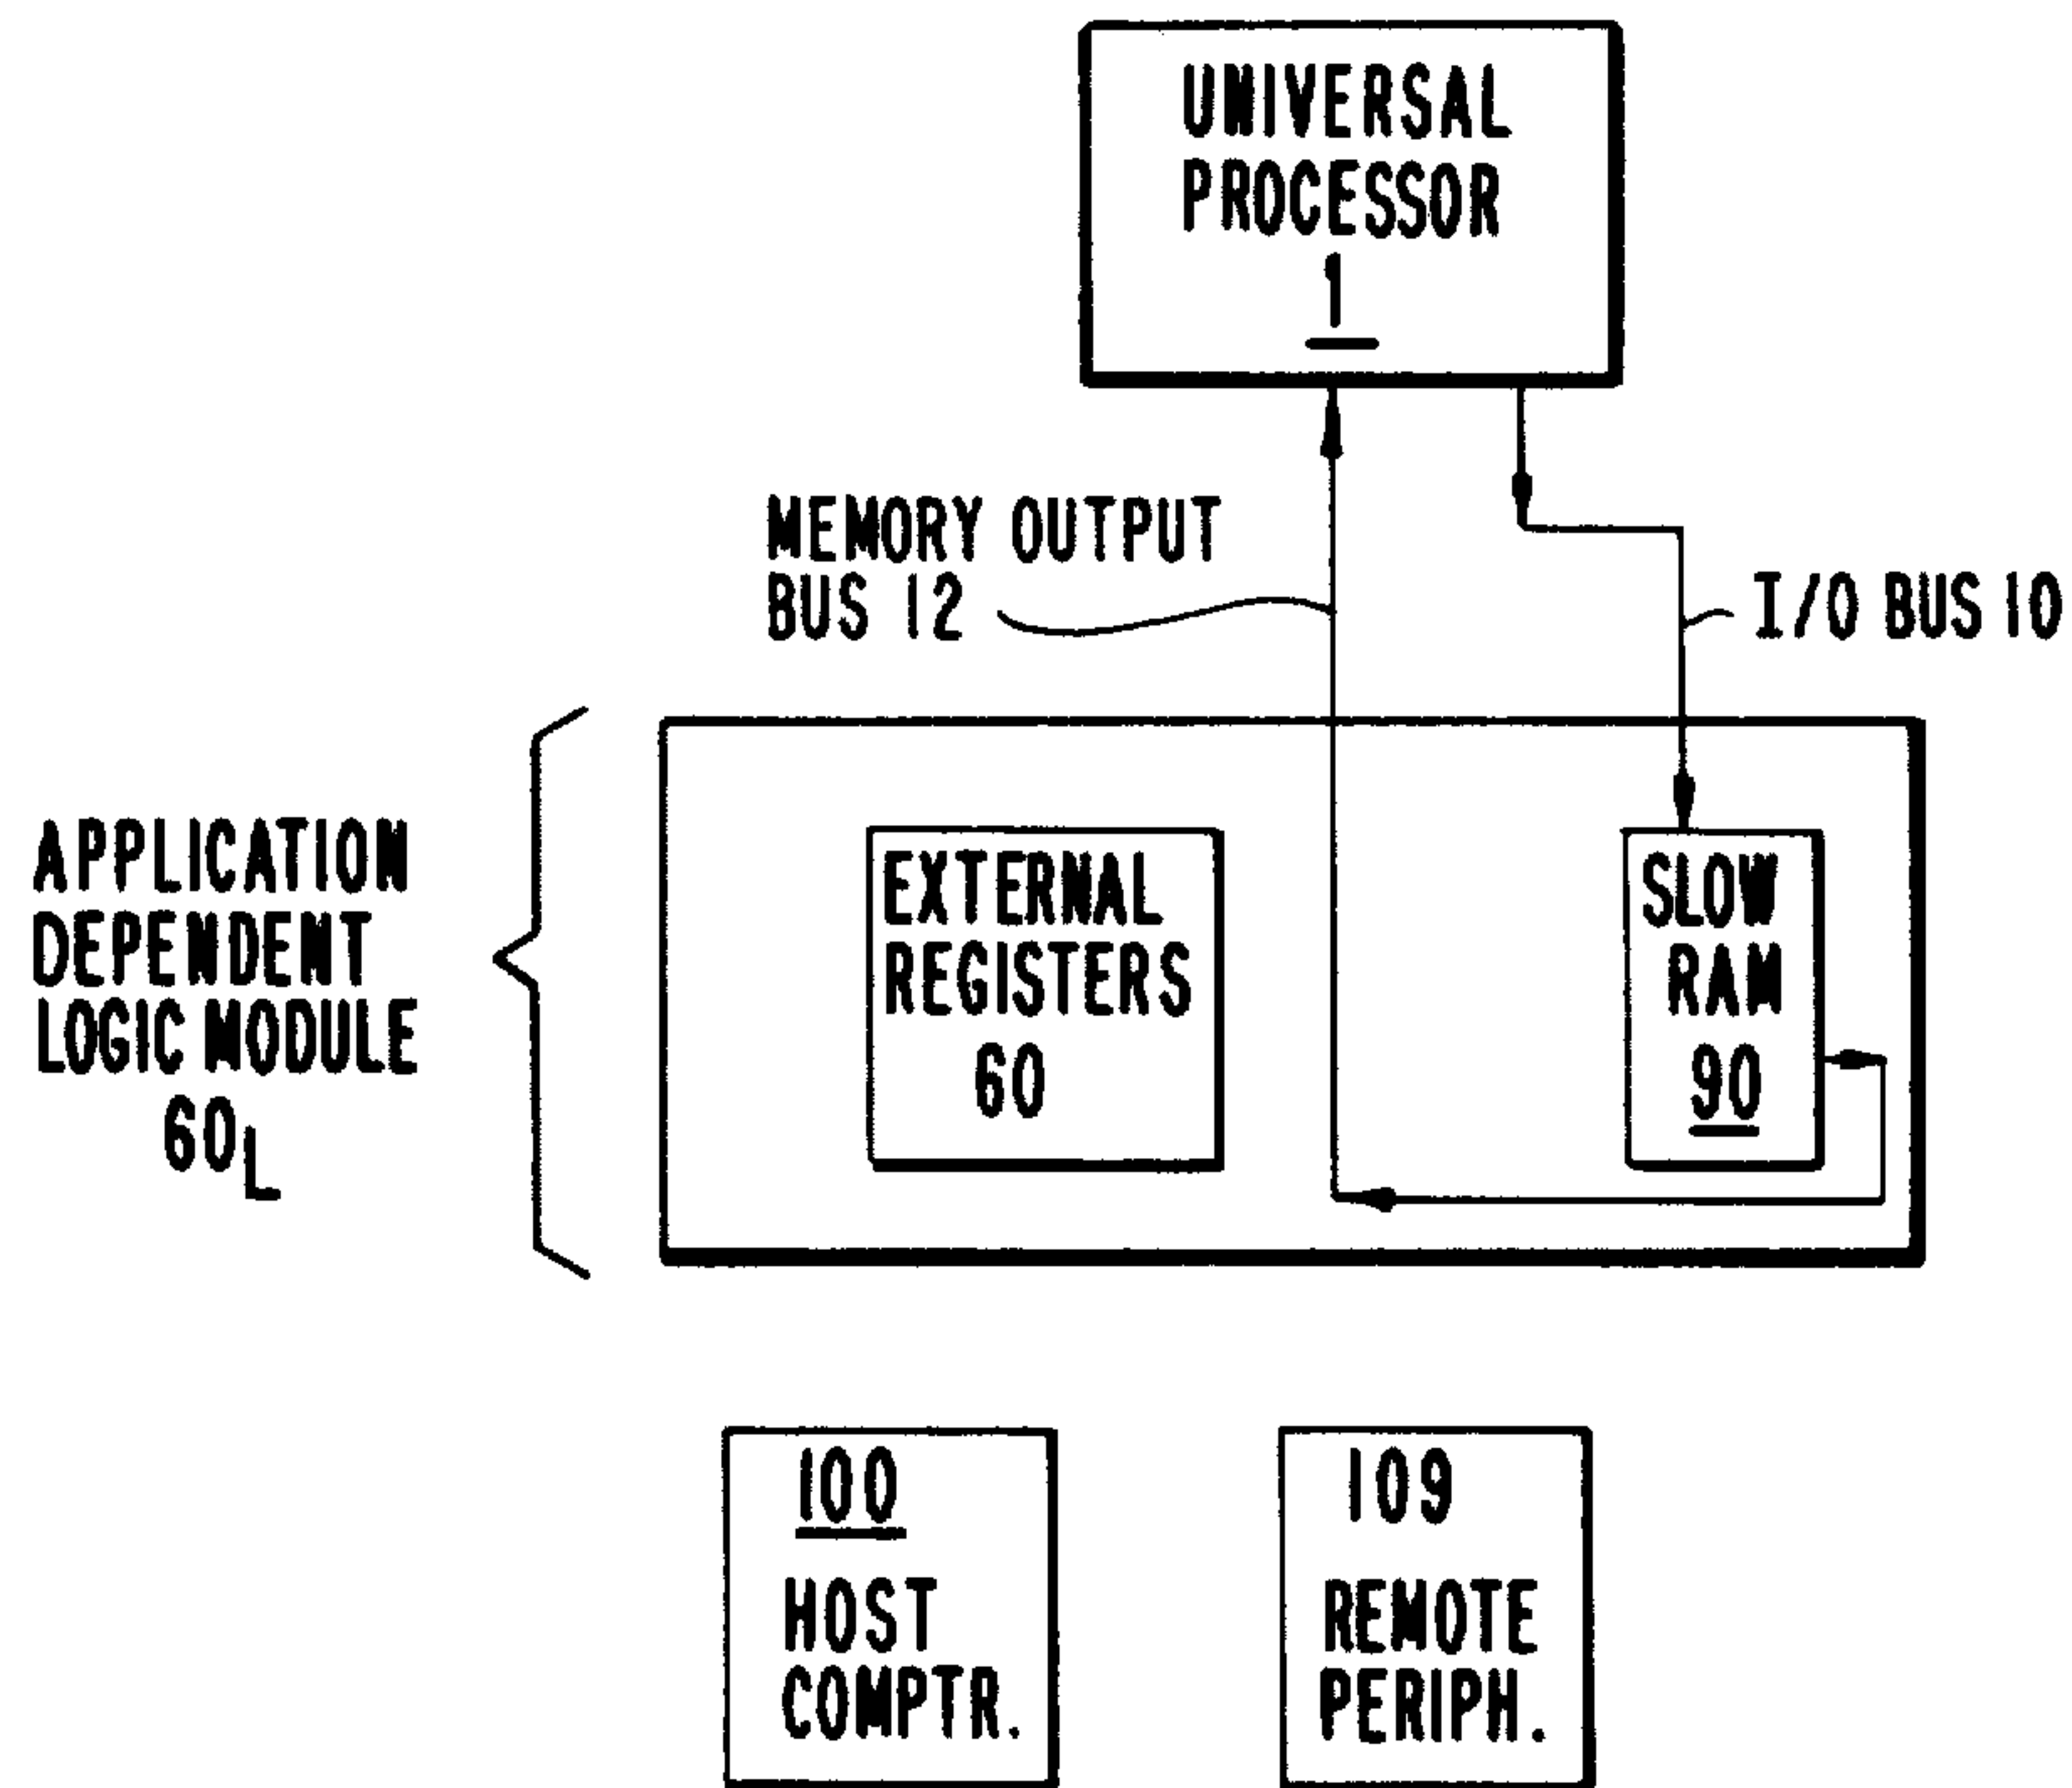 UNIVERSAL
PROCESSOR
1
MEMORY OUTPUT
BUS 12
I/O BUS 10
APPLICATION
DEPENDENT
LOGIC MODULE
60L
EXTERNAL
REGISTERS
60
SLOW
RAM
90
100
HOST
COMPTR.
109
REMOTE
PERIPH.